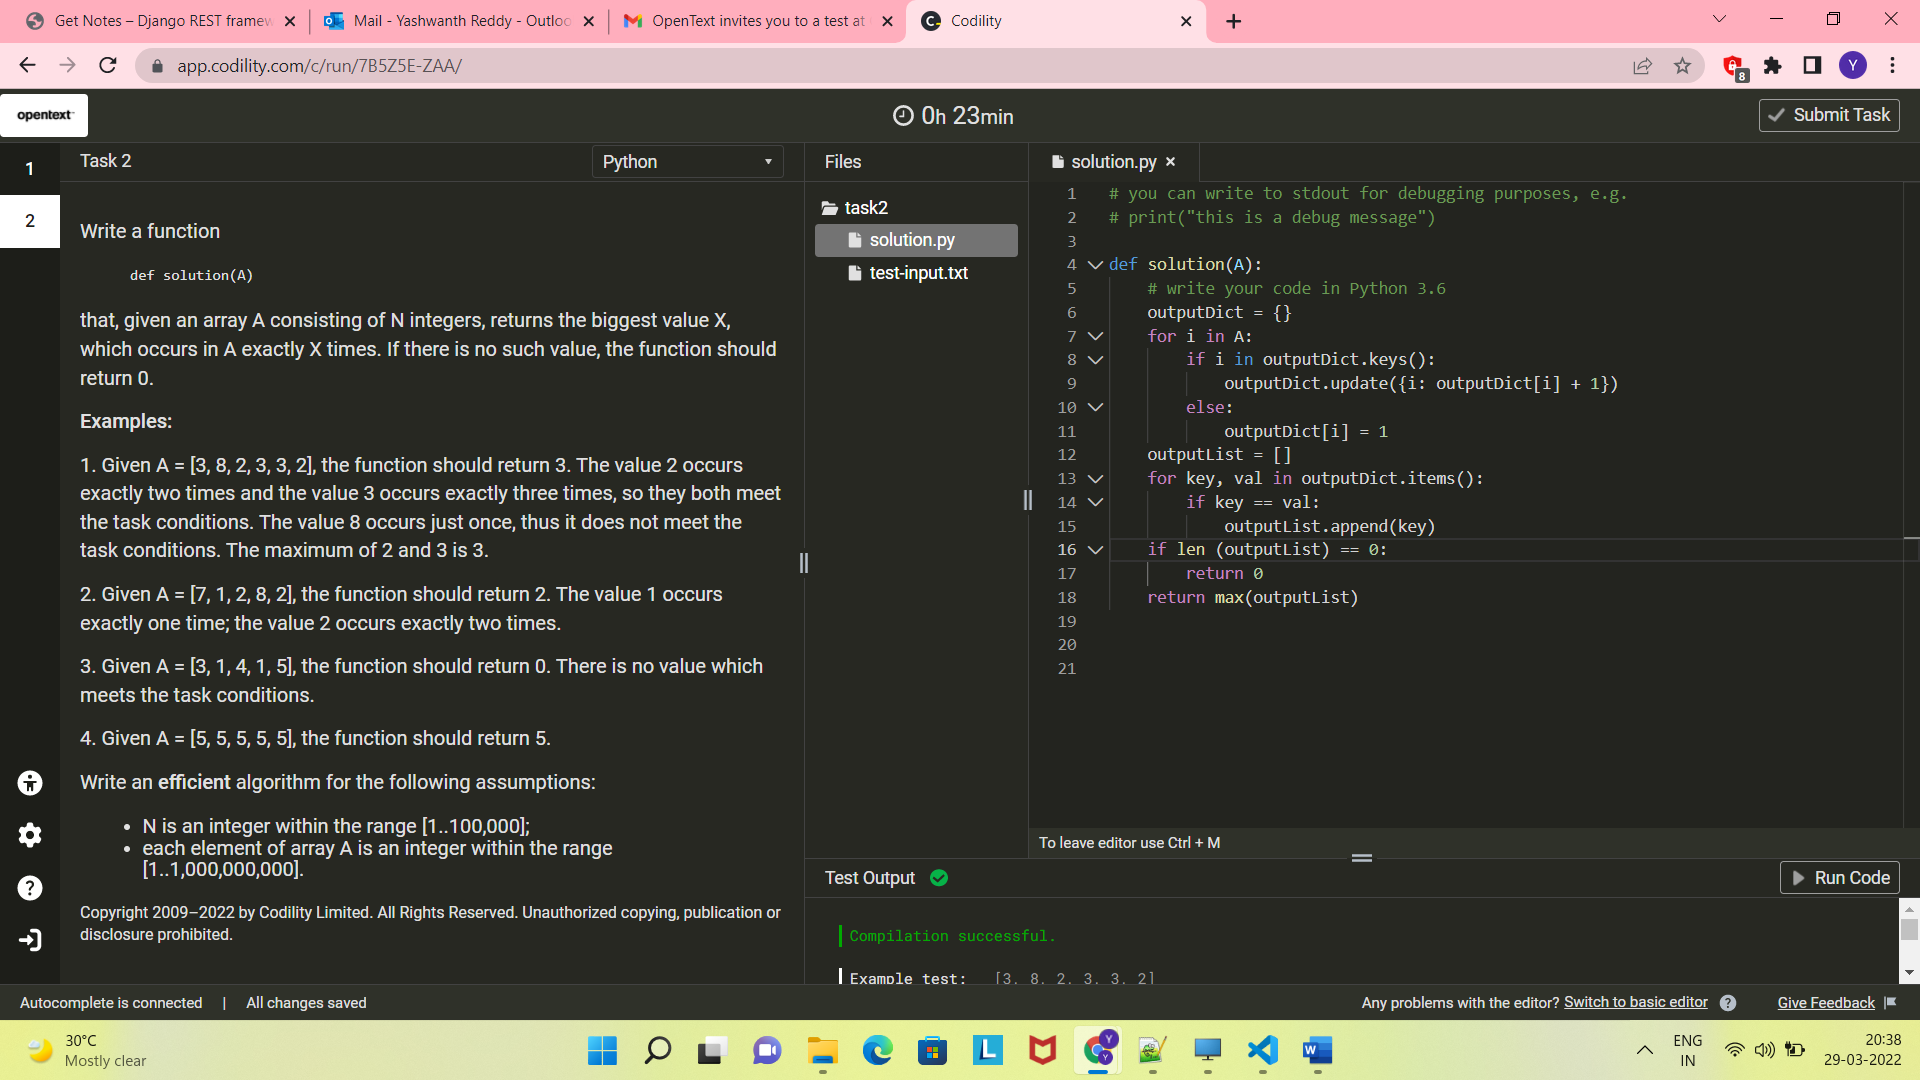 Get Notes – Django REST framew
Mail - Yashwanth Reddy - Outloo
OpenText invites you to a test at
Codility
app.codility.com/c/run/7B5Z5E-ZAA/
8
Y
opentext™
0h 23min
Submit Task
1
2
Task 2
Python
Write a function
def solution(A)
that, given an array A consisting of N integers, returns the biggest value X,
which occurs in A exactly X times. If there is no such value, the function should
return 0.
Examples:
1. Given A = [3, 8, 2, 3, 3, 2], the function should return 3. The value 2 occurs
exactly two times and the value 3 occurs exactly three times, so they both meet
the task conditions. The value 8 occurs just once, thus it does not meet the
task conditions. The maximum of 2 and 3 is 3.
2. Given A = [7, 1, 2, 8, 2], the function should return 2. The value 1 occurs
exactly one time; the value 2 occurs exactly two times.
3. Given A = [3, 1, 4, 1, 5], the function should return 0. There is no value which
meets the task conditions.
4. Given A = [5, 5, 5, 5, 5], the function should return 5.
Write an efficient algorithm for the following assumptions:
• N is an integer within the range [1..100,000];
• each element of array A is an integer within the range
[1..1,000,000,000].
Copyright 2009–2022 by Codility Limited. All Rights Reserved. Unauthorized copying, publication or
disclosure prohibited.
Files
task2
solution.py
test-input.txt
solution.py
1 # you can write to stdout for debugging purposes, e.g.
2 # print("this is a debug message")
3
4 def solution(A):
5 # write your code in Python 3.6
6 outputDict = {}
7 for i in A:
8 if i in outputDict.keys():
9 outputDict.update({i: outputDict[i] + 1})
10 else:
11 outputDict[i] = 1
12 outputList = []
13 for key, val in outputDict.items():
14 if key == val:
15 outputList.append(key)
16 if len (outputList) == 0:
17 return 0
18 return max(outputList)
19
20
21
To leave editor use Ctrl + M
Test Output
Run Code
Compilation successful.
Example test: [3, 8, 2, 3, 3, 2]
Autocomplete is connected | All changes saved
Any problems with the editor? Switch to basic editor
Give Feedback
30°C
Mostly clear
ENG
IN
20:38
29-03-2022